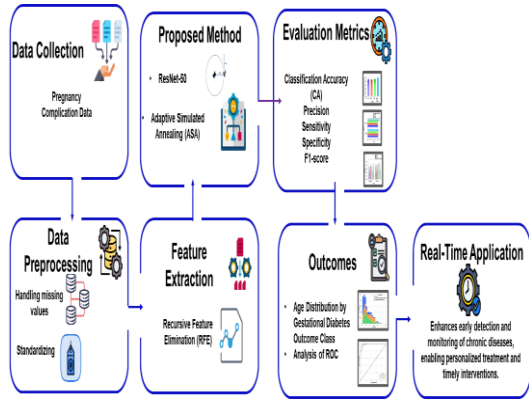 Data Collection
Pregnancy
Complication Data
Data
Preprocessing
Handling missing
values
Standardizing
Feature
Extraction
Recursive Feature
Elimination (RFE)
Proposed Method
• ResNet-50
• Adaptive Simulated
Annealing (ASA)
Evaluation Metrics
Classification Accuracy
(CA)
Precision
Sensitivity
Specificity
F1-score
Outcomes
• Age Distribution by
Gestational Diabetes
Outcome Class
• Analysis of ROC
Real-Time Application
Enhances early detection and
monitoring of chronic diseases,
enabling personalized treatment and
timely interventions.